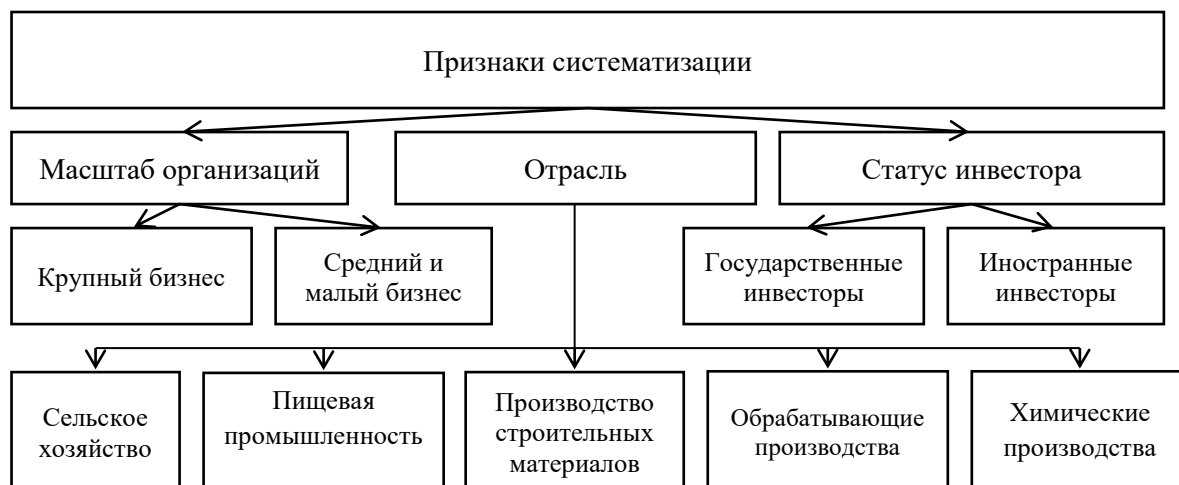 Признаки систематизации
Масштаб организаций
Отрасль
Статус инвестора
Крупный бизнес
Средний и
малый бизнес
Государственные
инвесторы
Иностранные
инвесторы
Сельское
хозяйство
Пищевая
промышленность
Производство
строительных
материалов
Обрабатывающие
производства
Химические
производства